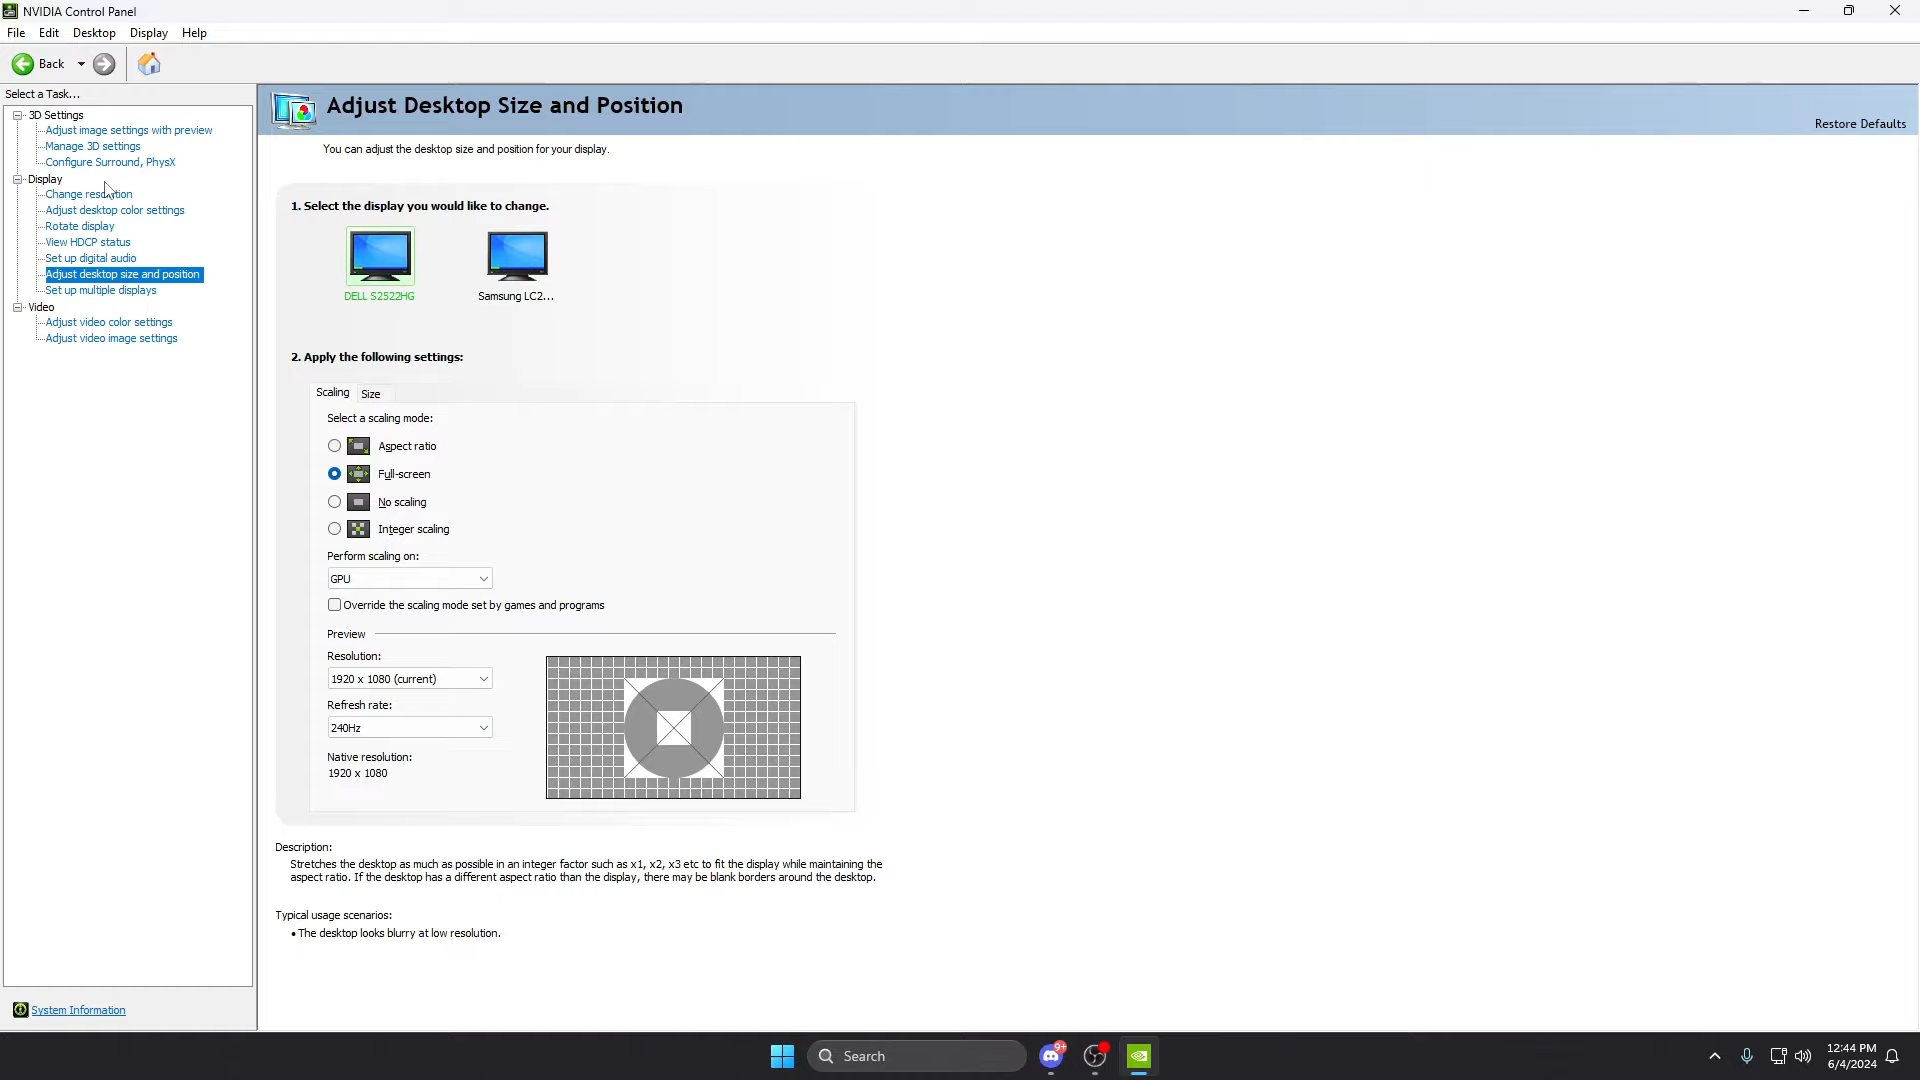 NVIDIA Control Panel
File Edit Desktop Display Help
Back
Select a Task...
3D Settings
Adjust image settings with preview
Manage 3D settings
Configure Surround, PhysX
Display
Change resolution
Adjust desktop color settings
Rotate display
View HDCP status
Set up digital audio
Adjust desktop size and position
Set up multiple displays
Video
Adjust video color settings
Adjust video image settings
System Information
Adjust Desktop Size and Position
Restore Defaults
You can adjust the desktop size and position for your display.
1. Select the display you would like to change.
DELL S2522HG
Samsung LC2...
2. Apply the following settings:
Scaling Size
Select a scaling mode:
Aspect ratio
Full-screen
No scaling
Integer scaling
Perform scaling on:
GPU
Override the scaling mode set by games and programs
Preview
Resolution:
1920 x 1080 (current)
Refresh rate:
240Hz
Native resolution:
1920 x 1080
Description:
Stretches the desktop as much as possible in an integer factor such as x1, x2, x3 etc to fit the display while maintaining the
aspect ratio. If the desktop has a different aspect ratio than the display, there may be blank borders around the desktop.
Typical usage scenarios:
• The desktop looks blurry at low resolution.
Search
9+
12:44 PM
6/4/2024